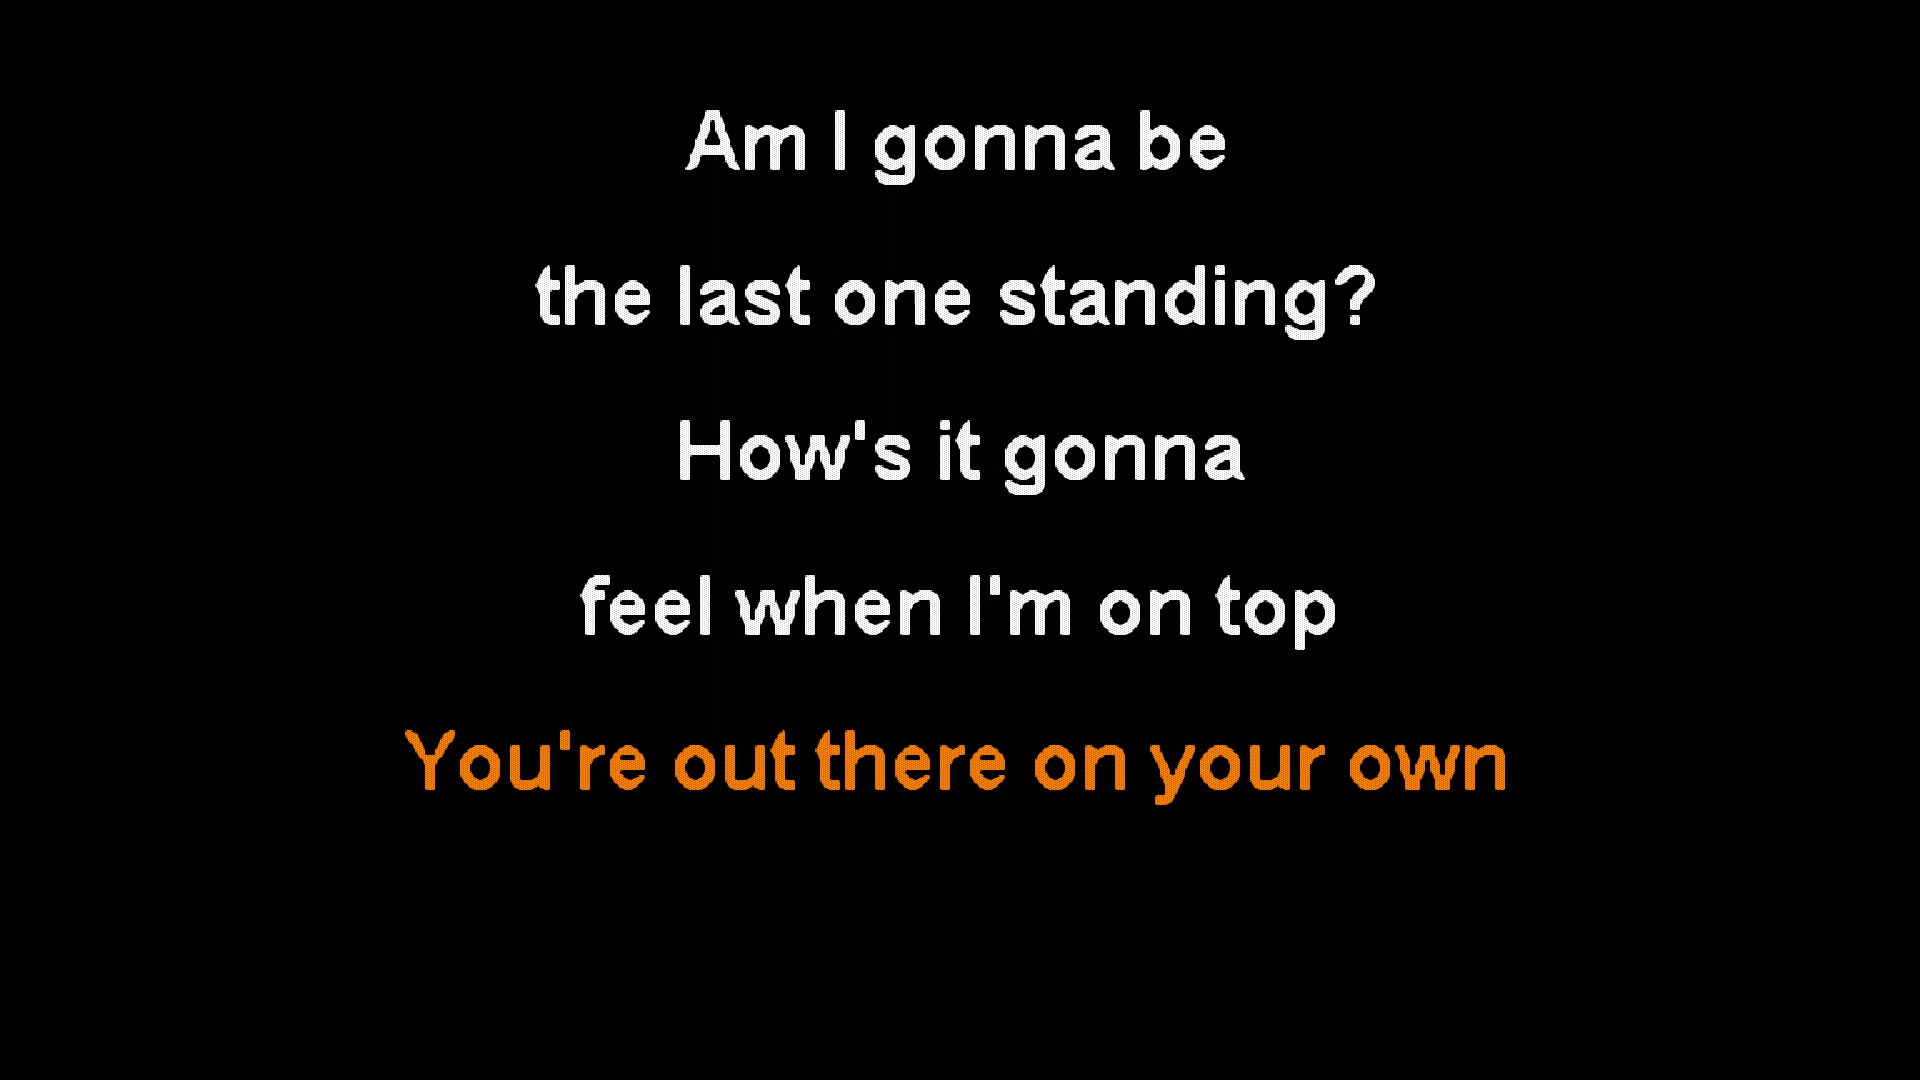 Am I gonna be
the last one standing?
How's it gonna
feel when I'm on top
You're out there on your own